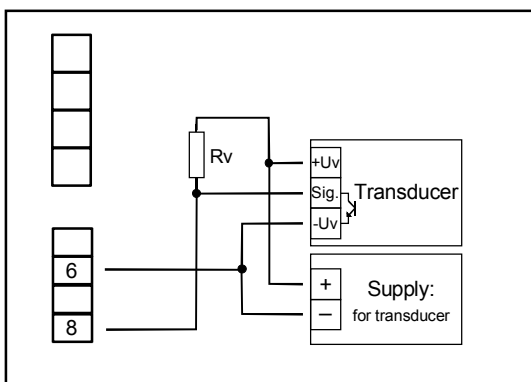 Rv
+Uv
Sig.
-Uv
Transducer
6
8
+
–
Supply:
for transducer